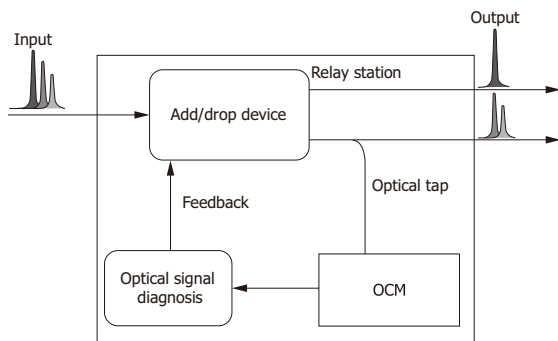 Input
Output
Relay station
Add/drop device
Optical tap
Feedback
Optical signal
diagnosis
OCM